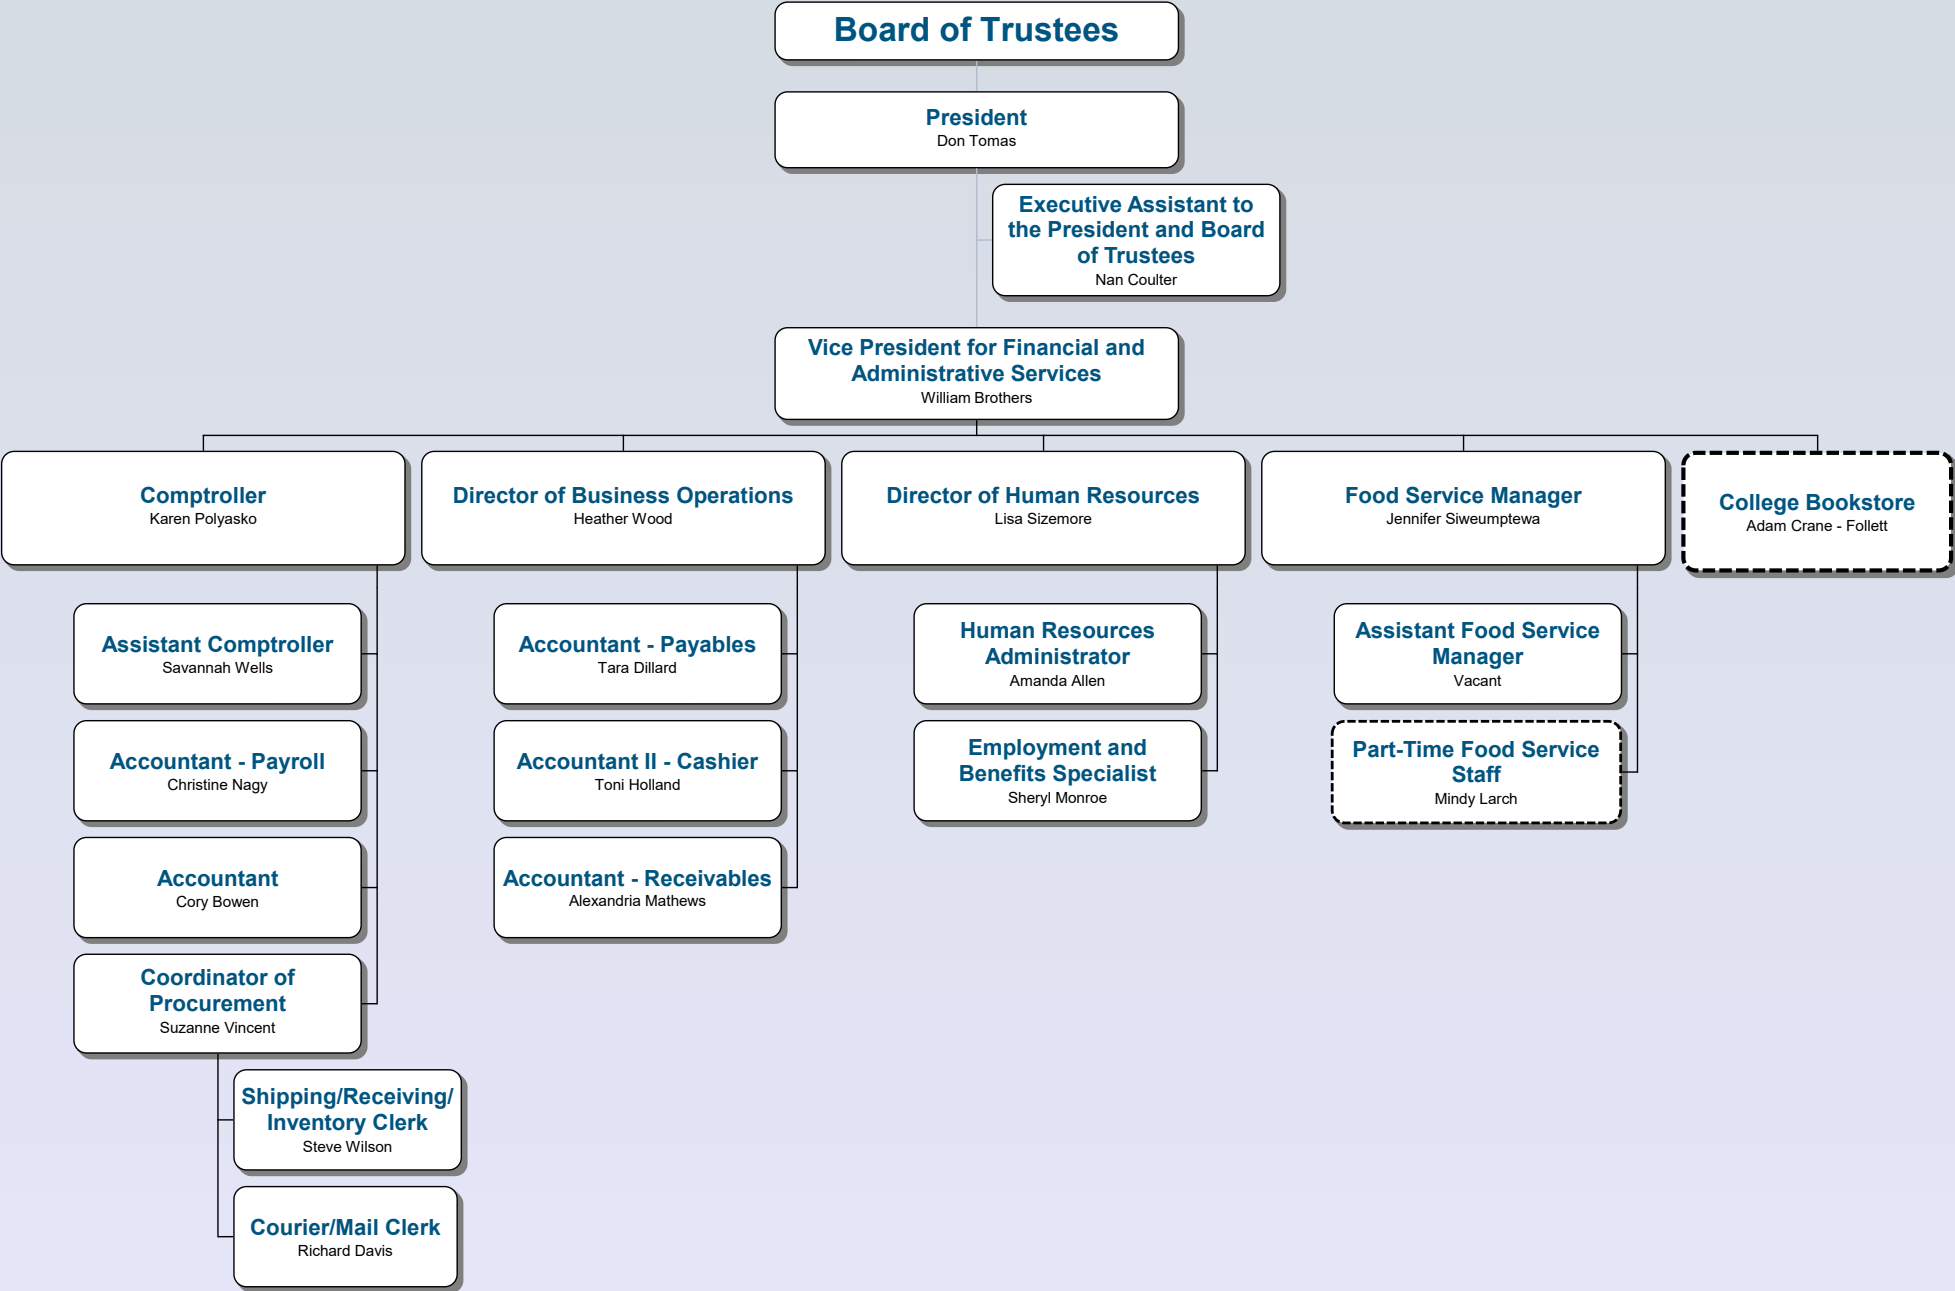 Board of Trustees
President
Don Tomas
Executive Assistant to
the President and Board
of Trustees
Nan Coulter
Vice President for Financial and
Administrative Services
William Brothers
Comptroller
Karen Polyasko
Director of Business Operations
Heather Wood
Director of Human Resources
Lisa Sizemore
Food Service Manager
Jennifer Siweumptewa
College Bookstore
Adam Crane - Follett
Assistant Comptroller
Savannah Wells
Accountant - Payroll
Christine Nagy
Accountant
Cory Bowen
Coordinator of
Procurement
Suzanne Vincent
Shipping/Receiving/
Inventory Clerk
Steve Wilson
Courier/Mail Clerk
Richard Davis
Accountant - Payables
Tara Dillard
Accountant II - Cashier
Toni Holland
Accountant - Receivables
Alexandria Mathews
Human Resources
Administrator
Amanda Allen
Employment and
Benefits Specialist
Sheryl Monroe
Assistant Food Service
Manager
Vacant
Part-Time Food Service
Staff
Mindy Larch